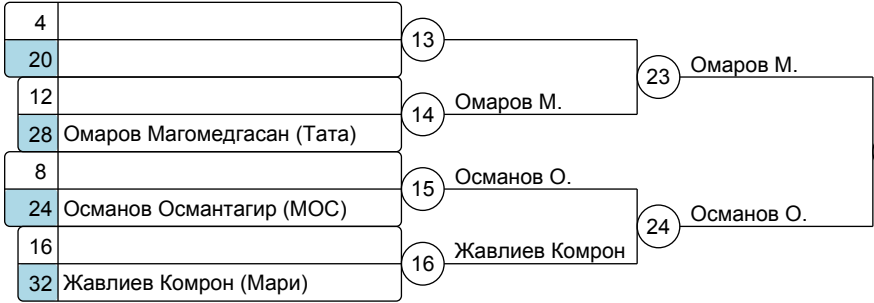 4
13
20
23 Омаров М.
12
14 Омаров М.
28 Омаров Магомедгасан (Тата)
8
15 Османов О.
24 Османов Османтагир (МОС)
24 Османов О.
16
16 Жавлиев Комрон
32 Жавлиев Комрон (Мари)